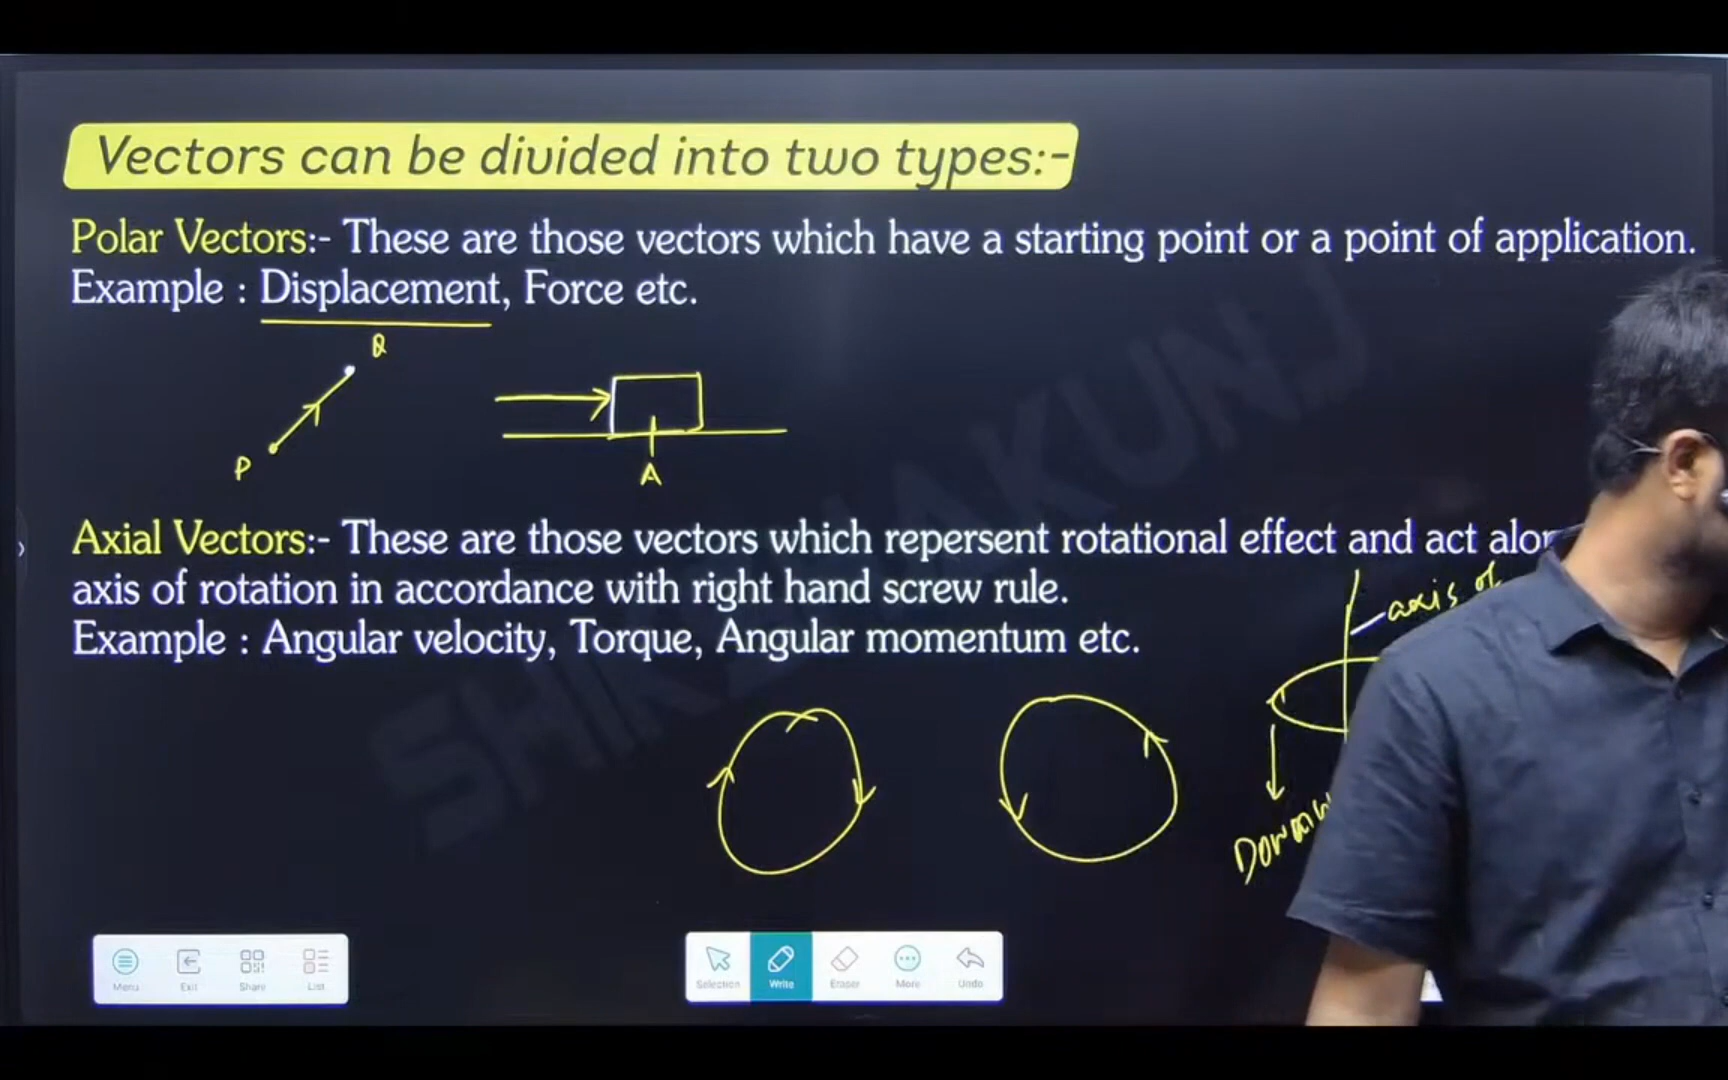 Vectors can be divided into two types:-
Polar Vectors:- These are those vectors which have a starting point or a point of application.
Example : Displacement, Force etc.
Q
P
A
Axial Vectors:- These are those vectors which repersent rotational effect and act
axis of rotation in accordance with right hand screw rule.
axis of
Example : Angular velocity, Torque, Angular momentum etc.
SHIKSHAKUNJ
Menu Exit Share List
Selection Write Eraser More Undo